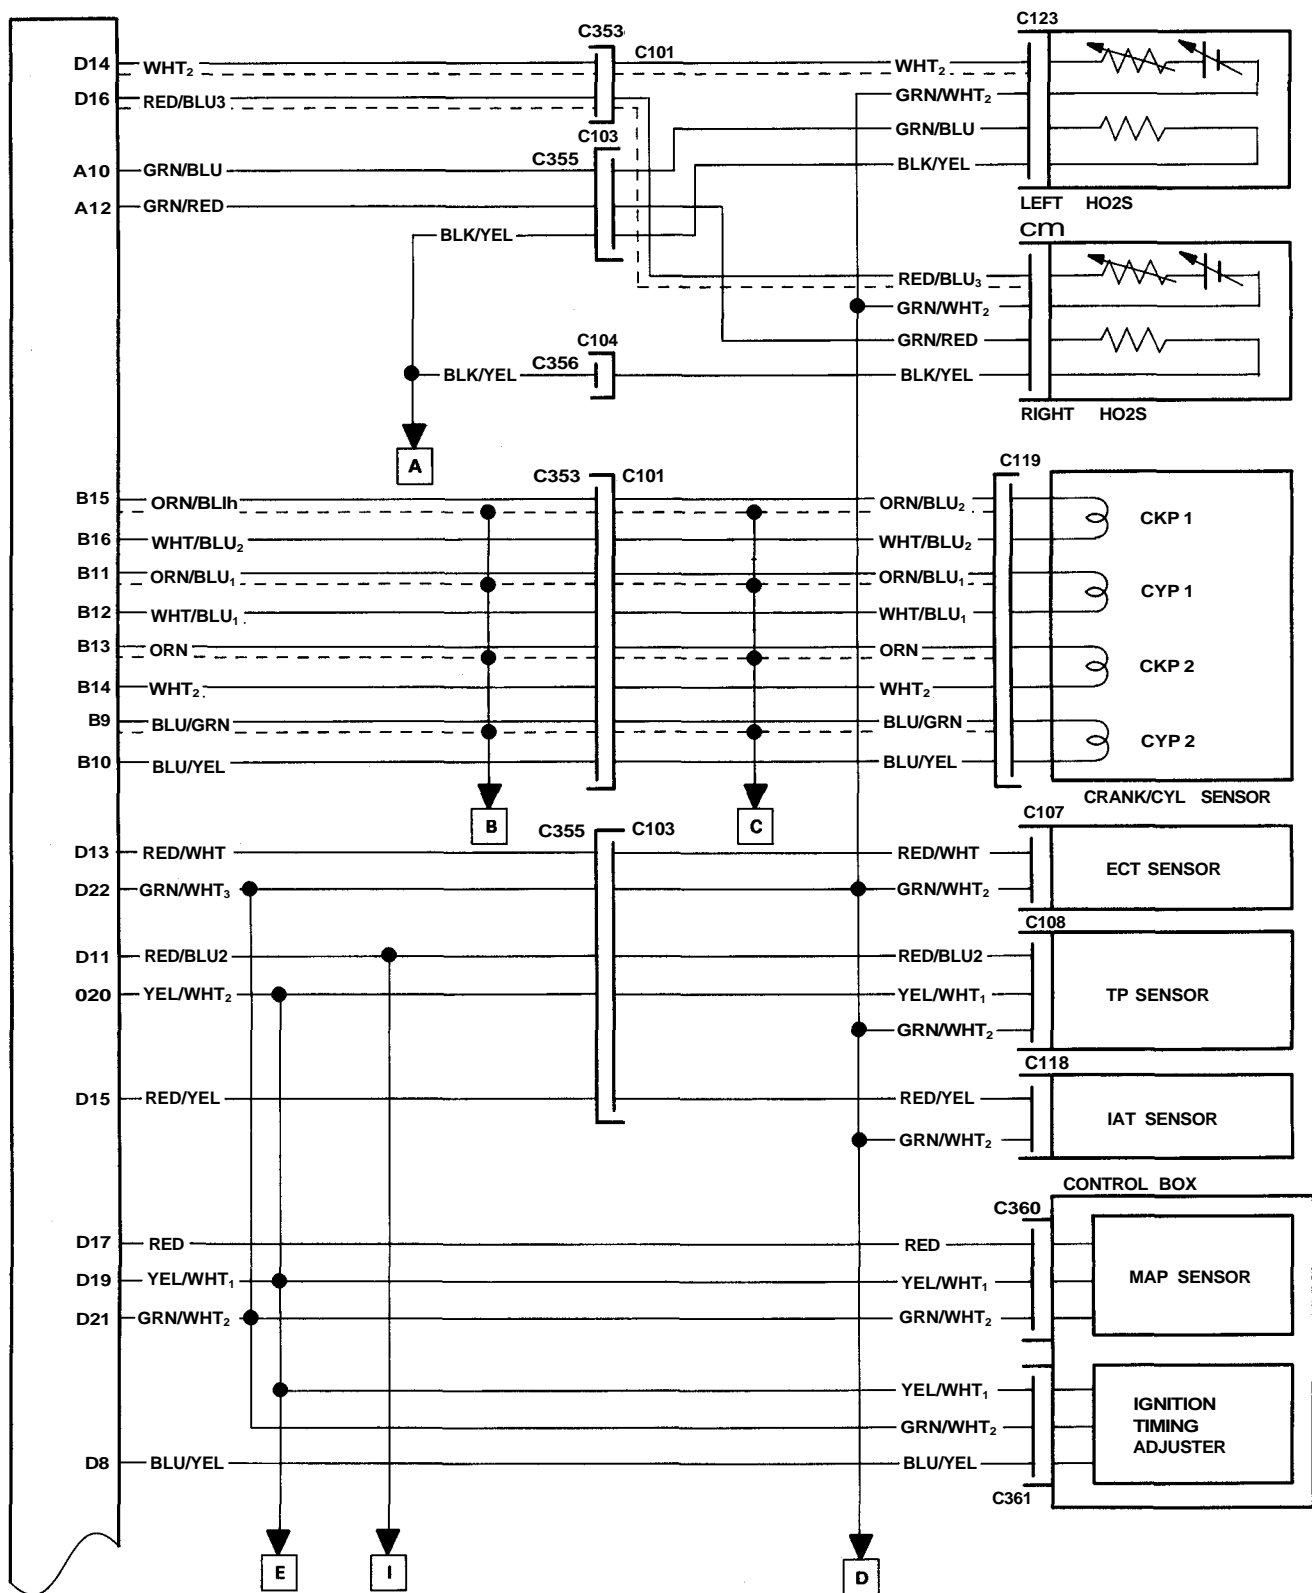 C123
C353
C101
D14 WHT₂ WHT₂
D16 RED/BLU3 GRN/WHT₂
C103 GRN/BLU
C355
A10 GRN/BLU BLK/YEL
A12 GRN/RED LEFT HO2S
BLK/YEL cm
RED/BLU₃
GRN/WHT₂
C104 GRN/RED
C356
BLK/YEL BLK/YEL
RIGHT HO2S
A
C353 C101 C119
B15 ORN/BLIh ORN/BLU₂ CKP 1
B16 WHT/BLU₂ WHT/BLU₂
B11 ORN/BLU₁ ORN/BLU₁ CYP 1
B12 WHT/BLU₁ WHT/BLU₁
B13 ORN ORN CKP 2
B14 WHT₂ WHT₂
B9 BLU/GRN BLU/GRN CYP 2
B10 BLU/YEL BLU/YEL
CRANK/CYL SENSOR
B C
C355 C103 C107
D13 RED/WHT RED/WHT ECT SENSOR
D22 GRN/WHT₃ GRN/WHT₂
C108
D11 RED/BLU2 RED/BLU2
020 YEL/WHT₂ YEL/WHT₁ TP SENSOR
GRN/WHT₂
C118
D15 RED/YEL RED/YEL IAT SENSOR
GRN/WHT₂
CONTROL BOX
C360
D17 RED RED
D19 YEL/WHT₁ YEL/WHT₁ MAP SENSOR
D21 GRN/WHT₂ GRN/WHT₂
YEL/WHT₁ IGNITION
GRN/WHT₂ TIMING
ADJUSTER
D8 BLU/YEL BLU/YEL
C361
E I D